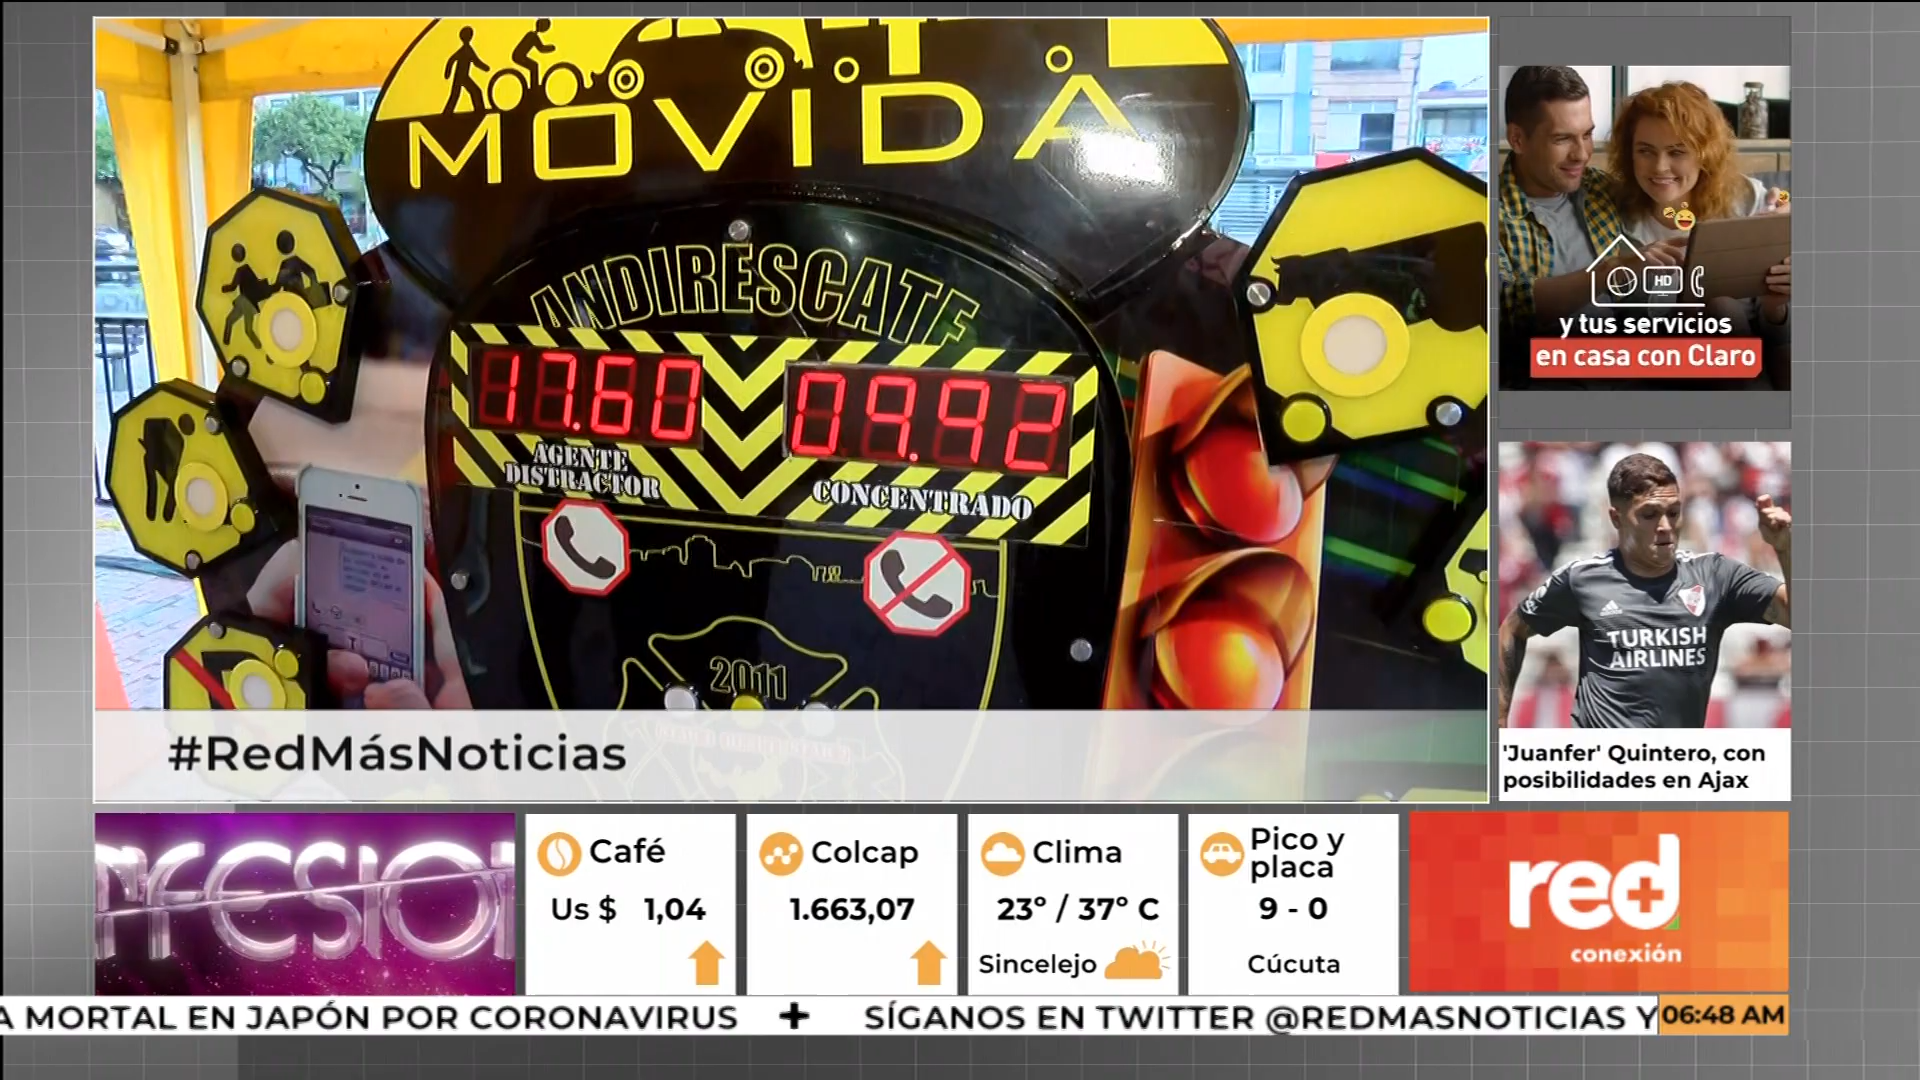 MOVIDA
ANDIRESCATE
17.60
09.92
AGENTE
DISTRACTOR
CONCENTRADO
2011
#RedMásNoticias
HD
y tus servicios
en casa con Claro
TURKISH
AIRLINES
'Juanfer' Quintero, con
posibilidades en Ajax
NFESIO
Café
Us $ 1,04
Colcap
1.663,07
Clima
23° / 37° C
Sincelejo
Pico y
placa
9 - 0
Cúcuta
red+
conexión
A MORTAL EN JAPÓN POR CORONAVIRUS + SÍGANOS EN TWITTER @REDMASNOTICIAS Y
06:48 AM